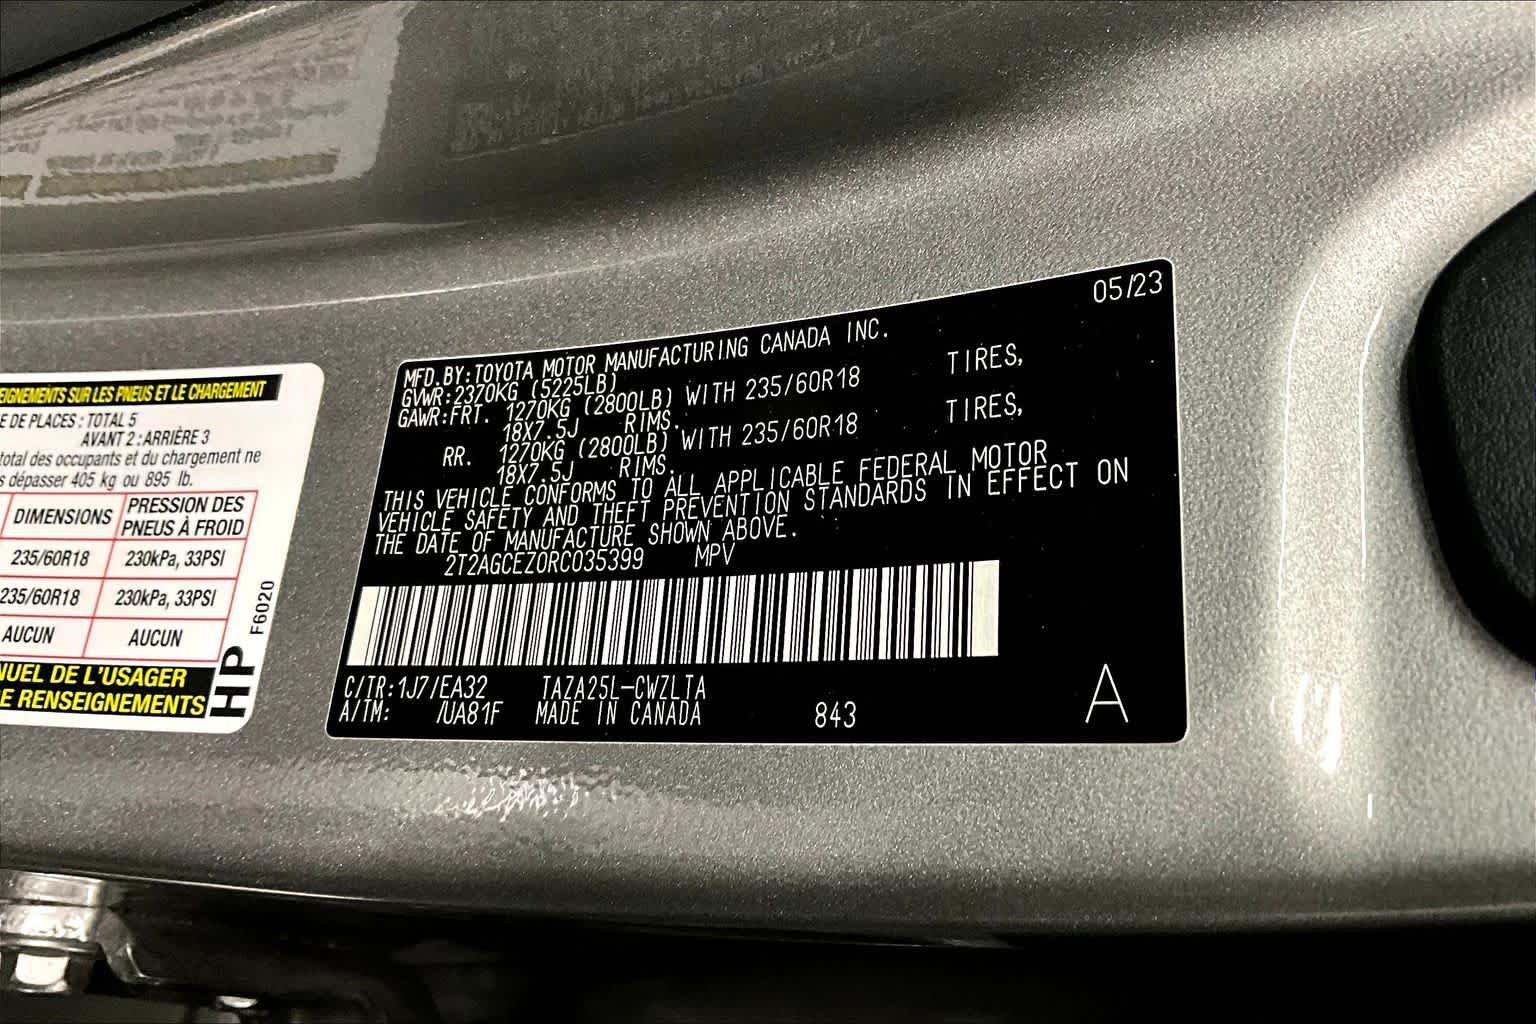 EIGNEMENTS SUR LES PNEUS ET LE CHARGEMENT
E DE PLACES : TOTAL 5
AVANT 2 : ARRIÈRE 3
total des occupants et du chargement ne
s dépasser 405 kg ou 895 lb.
DIMENSIONS PRESSION DES PNEUS À FROID
235/60R18 230kPa, 33PSI
235/60R18 230kPa, 33PSI
AUCUN AUCUN
NUEL DE L'USAGER
E RENSEIGNEMENTS
HP F6020
05/23
MFD.BY:TOYOTA MOTOR MANUFACTURING CANADA INC.
GVWR:2370KG (5225LB)
GAWR:FRT. 1270KG (2800LB) WITH 235/60R18 TIRES,
18X7.5J RIMS.
RR. 1270KG (2800LB) WITH 235/60R18 TIRES,
18X7.5J RIMS.
THIS VEHICLE CONFORMS TO ALL APPLICABLE FEDERAL MOTOR
VEHICLE SAFETY AND THEFT PREVENTION STANDARDS IN EFFECT ON
THE DATE OF MANUFACTURE SHOWN ABOVE.
2T2AGCEZ0RC035399 MPV
C/TR:1J7/EA32 TAZA25L-CWZLTA
A/TM: /UA81F MADE IN CANADA 843 A